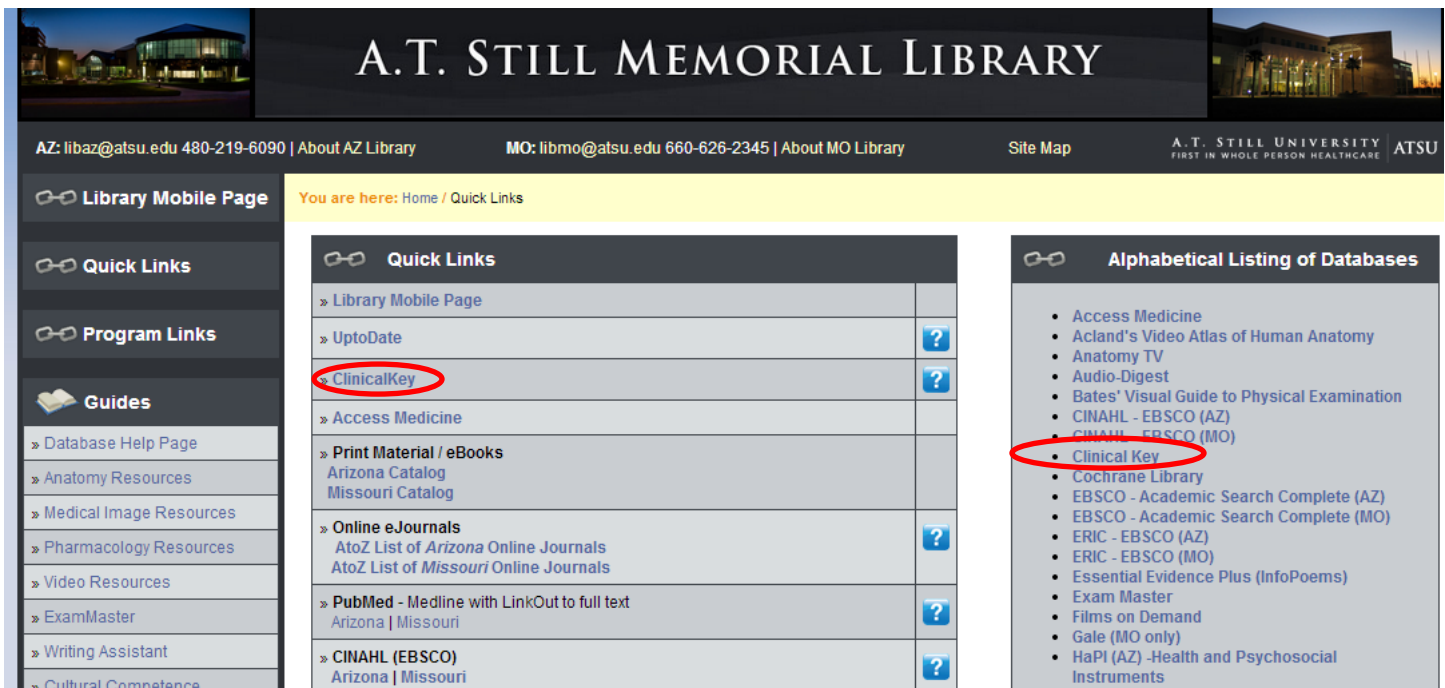 A.T. STILL MEMORIAL LIBRARY
AZ: libaz@atsu.edu 480-219-6090 | About AZ Library
MO: libmo@atsu.edu 660-626-2345 | About MO Library
Site Map
A.T. STILL UNIVERSITY ATSU
FIRST IN WHOLE PERSON HEALTHCARE
Library Mobile Page
Quick Links
Program Links
Guides
» Database Help Page
» Anatomy Resources
» Medical Image Resources
» Pharmacology Resources
» Video Resources
» ExamMaster
» Writing Assistant
» Cultural Competence
You are here: Home / Quick Links
Quick Links
» Library Mobile Page
» UptoDate ?
» ClinicalKey ?
» Access Medicine
» Print Material / eBooks
Arizona Catalog
Missouri Catalog
» Online eJournals ?
AtoZ List of Arizona Online Journals
AtoZ List of Missouri Online Journals
» PubMed - Medline with LinkOut to full text ?
Arizona | Missouri
» CINAHL (EBSCO) ?
Arizona | Missouri
Alphabetical Listing of Databases
• Access Medicine
• Acland's Video Atlas of Human Anatomy
• Anatomy TV
• Audio-Digest
• Bates' Visual Guide to Physical Examination
• CINAHL - EBSCO (AZ)
• CINAHL - EBSCO (MO)
• Clinical Key
• Cochrane Library
• EBSCO - Academic Search Complete (AZ)
• EBSCO - Academic Search Complete (MO)
• ERIC - EBSCO (AZ)
• ERIC - EBSCO (MO)
• Essential Evidence Plus (InfoPoems)
• Exam Master
• Films on Demand
• Gale (MO only)
• HaPI (AZ) -Health and Psychosocial
Instruments